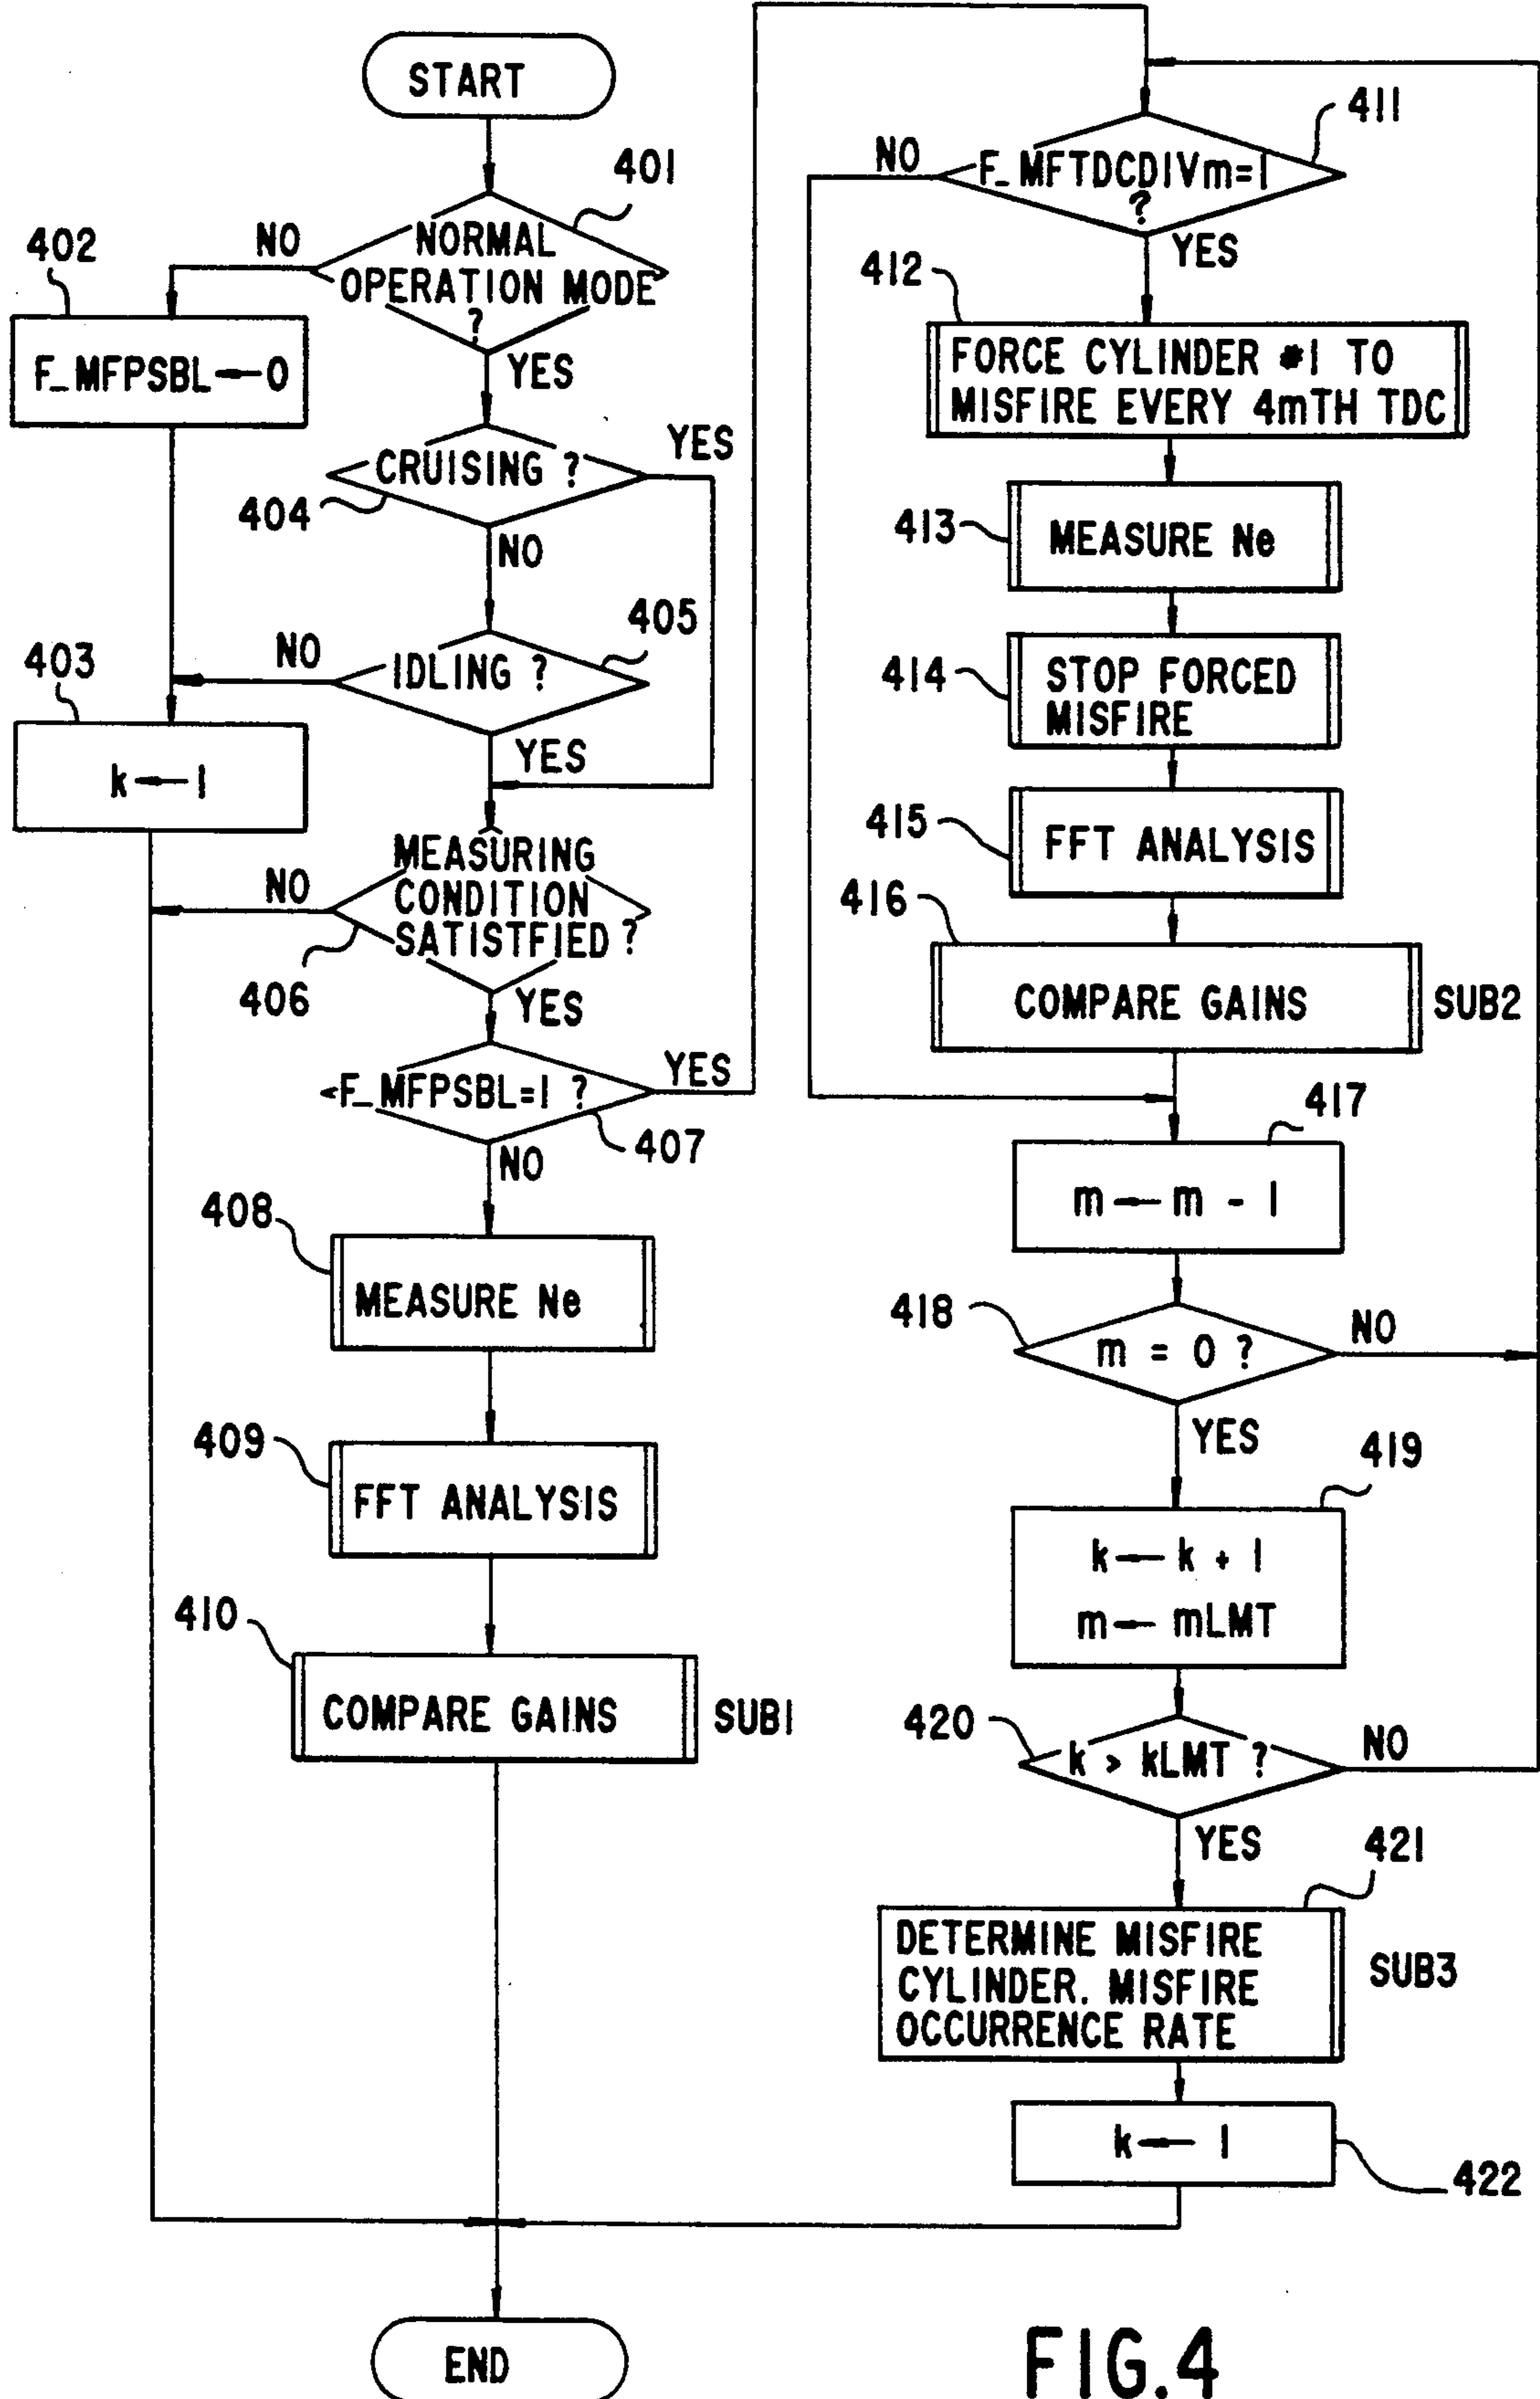 START
401
NORMAL
OPERATION MODE
?
NO
YES
402
F_MFPSBL←0
CRUISING ?
YES
404
NO
405
IDLING ?
NO
YES
403
k←1
MEASURING
CONDITION
SATISTFIED ?
NO
406
YES
F_MFPSBL=1 ?
YES
407
NO
408
MEASURE Ne
409
FFT ANALYSIS
410
COMPARE GAINS
SUB1
END
411
NO
F_MFTDCDIVm=1
?
YES
412
FORCE CYLINDER #1 TO
MISFIRE EVERY 4mTH TDC
413
MEASURE Ne
414
STOP FORCED
MISFIRE
415
FFT ANALYSIS
416
COMPARE GAINS
SUB2
417
m←m - 1
418
m = 0 ?
NO
YES
419
k←k + 1
m←mLMT
420
k > kLMT ?
NO
YES
421
DETERMINE MISFIRE
CYLINDER. MISFIRE
OCCURRENCE RATE
SUB3
k←1
422
FIG.4